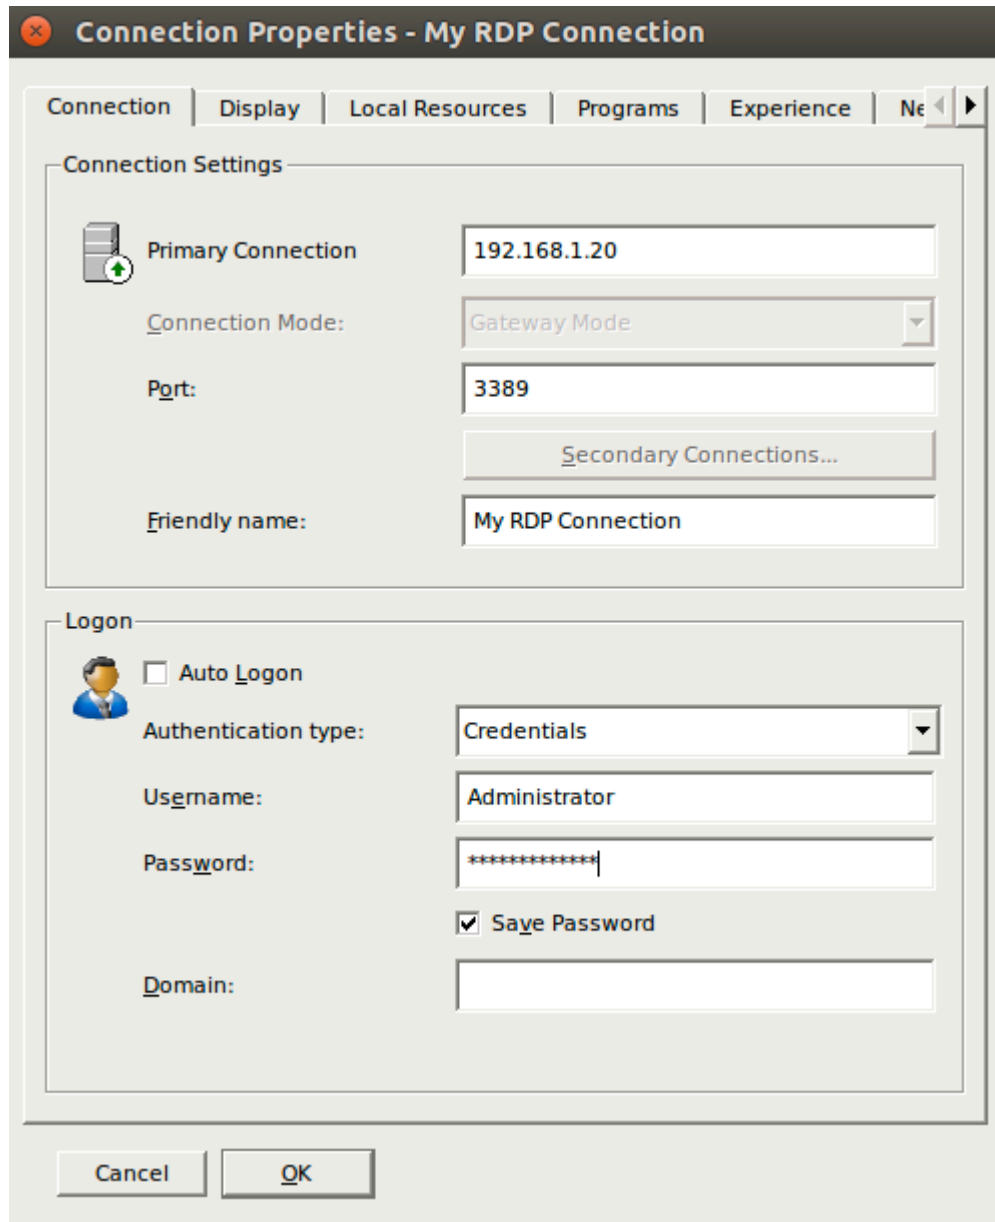 Connection Properties - My RDP Connection
Connection Display Local Resources Programs Experience Ne
Connection Settings
Primary Connection 192.168.1.20
Connection Mode: Gateway Mode
Port: 3389
Secondary Connections...
Friendly name: My RDP Connection
Logon
Auto Logon
Authentication type: Credentials
Username: Administrator
Password: *************
Save Password
Domain:
Cancel OK